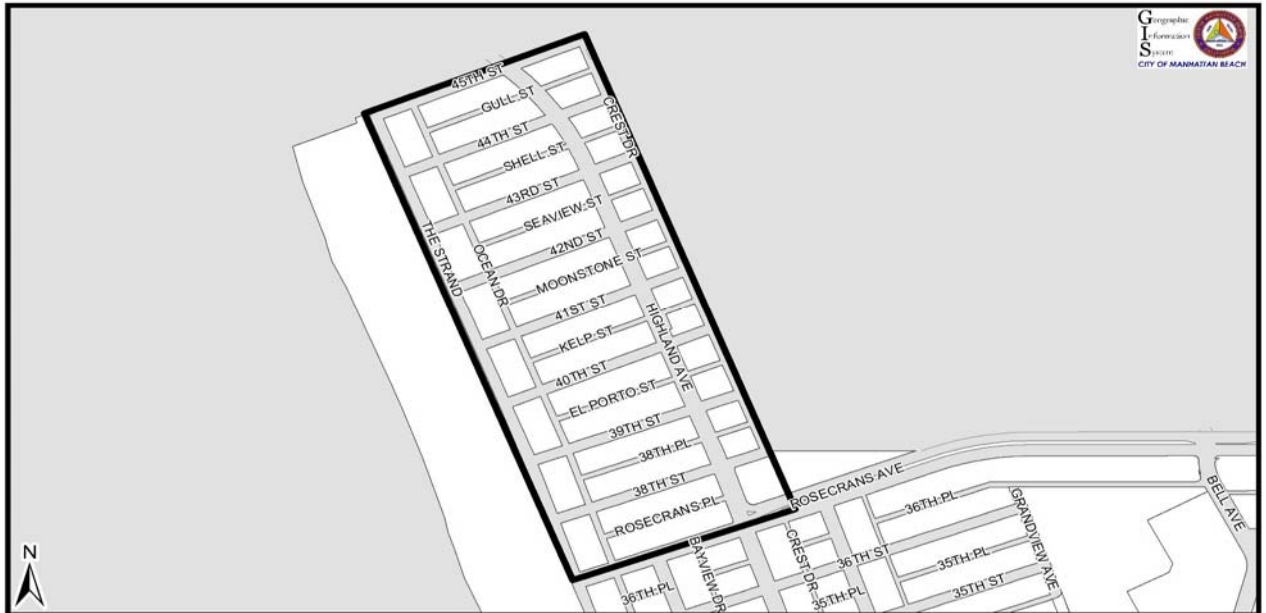 Geographic
Information
System
CITY OF MANHATTAN BEACH
45TH ST
GULL ST
44TH ST
CREST DR
SHELL ST
43RD ST
SEAVIEW ST
THE STRAND
OCEAN DR
42ND ST
MOONSTONE ST
41ST ST
HIGHLAND AVE
KELP ST
40TH ST
EL PORTO ST
39TH ST
38TH PL
38TH ST
ROSECRANS AVE
ROSECRANS PL
36TH PL
GRANDVIEW AVE
BELL AVE
BAYVIEW DR
CREST DR
36TH ST
35TH PL
36TH PL
35TH PL
35TH ST
N